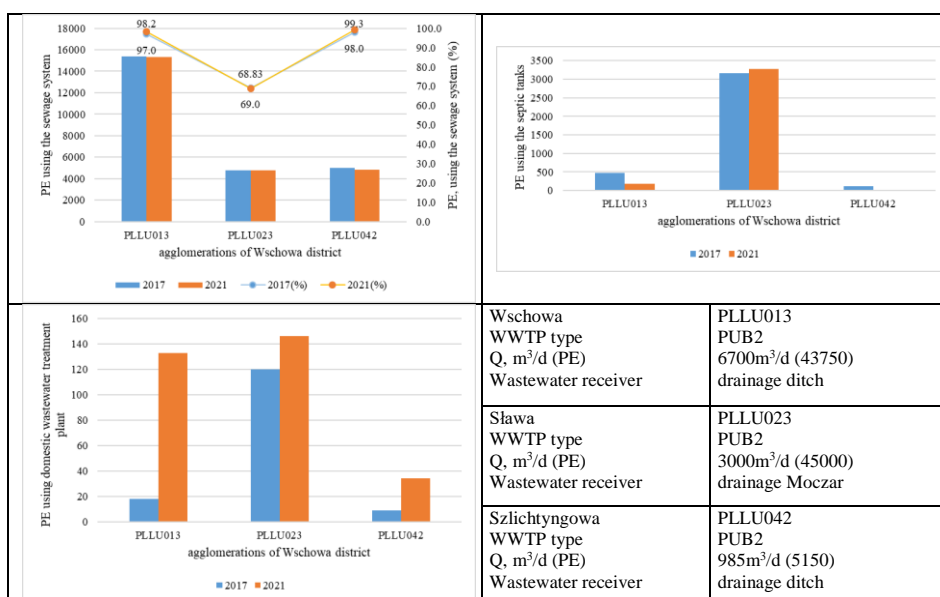 98.2
99.3
97.0
98.0
68.83
69.0
18000
16000
14000
12000
10000
8000
6000
4000
2000
0
100.0
90.0
80.0
70.0
60.0
50.0
40.0
30.0
20.0
10.0
0.0
PE using the sewage system
PE, using the sewage system (%)
PLLU013 PLLU023 PLLU042
agglomerations of Wschowa district
2017 2021 2017(%) 2021(%)
3500
3000
2500
2000
1500
1000
500
0
PE using the septic tanks
PLLU013 PLLU023 PLLU042
agglomerations of Wschowa district
2017 2021
160
140
120
100
80
60
40
20
0
PE using domestic wastewater treatment
plant
PLLU013 PLLU023 PLLU042
agglomerations of Wschowa district
2017 2021
Wschowa PLLU013
WWTP type PUB2
Q, m³/d (PE) 6700m³/d (43750)
Wastewater receiver drainage ditch
Sława PLLU023
WWTP type PUB2
Q, m³/d (PE) 3000m³/d (45000)
Wastewater receiver drainage Moczar
Szlichtyngowa PLLU042
WWTP type PUB2
Q, m³/d (PE) 985m³/d (5150)
Wastewater receiver drainage ditch